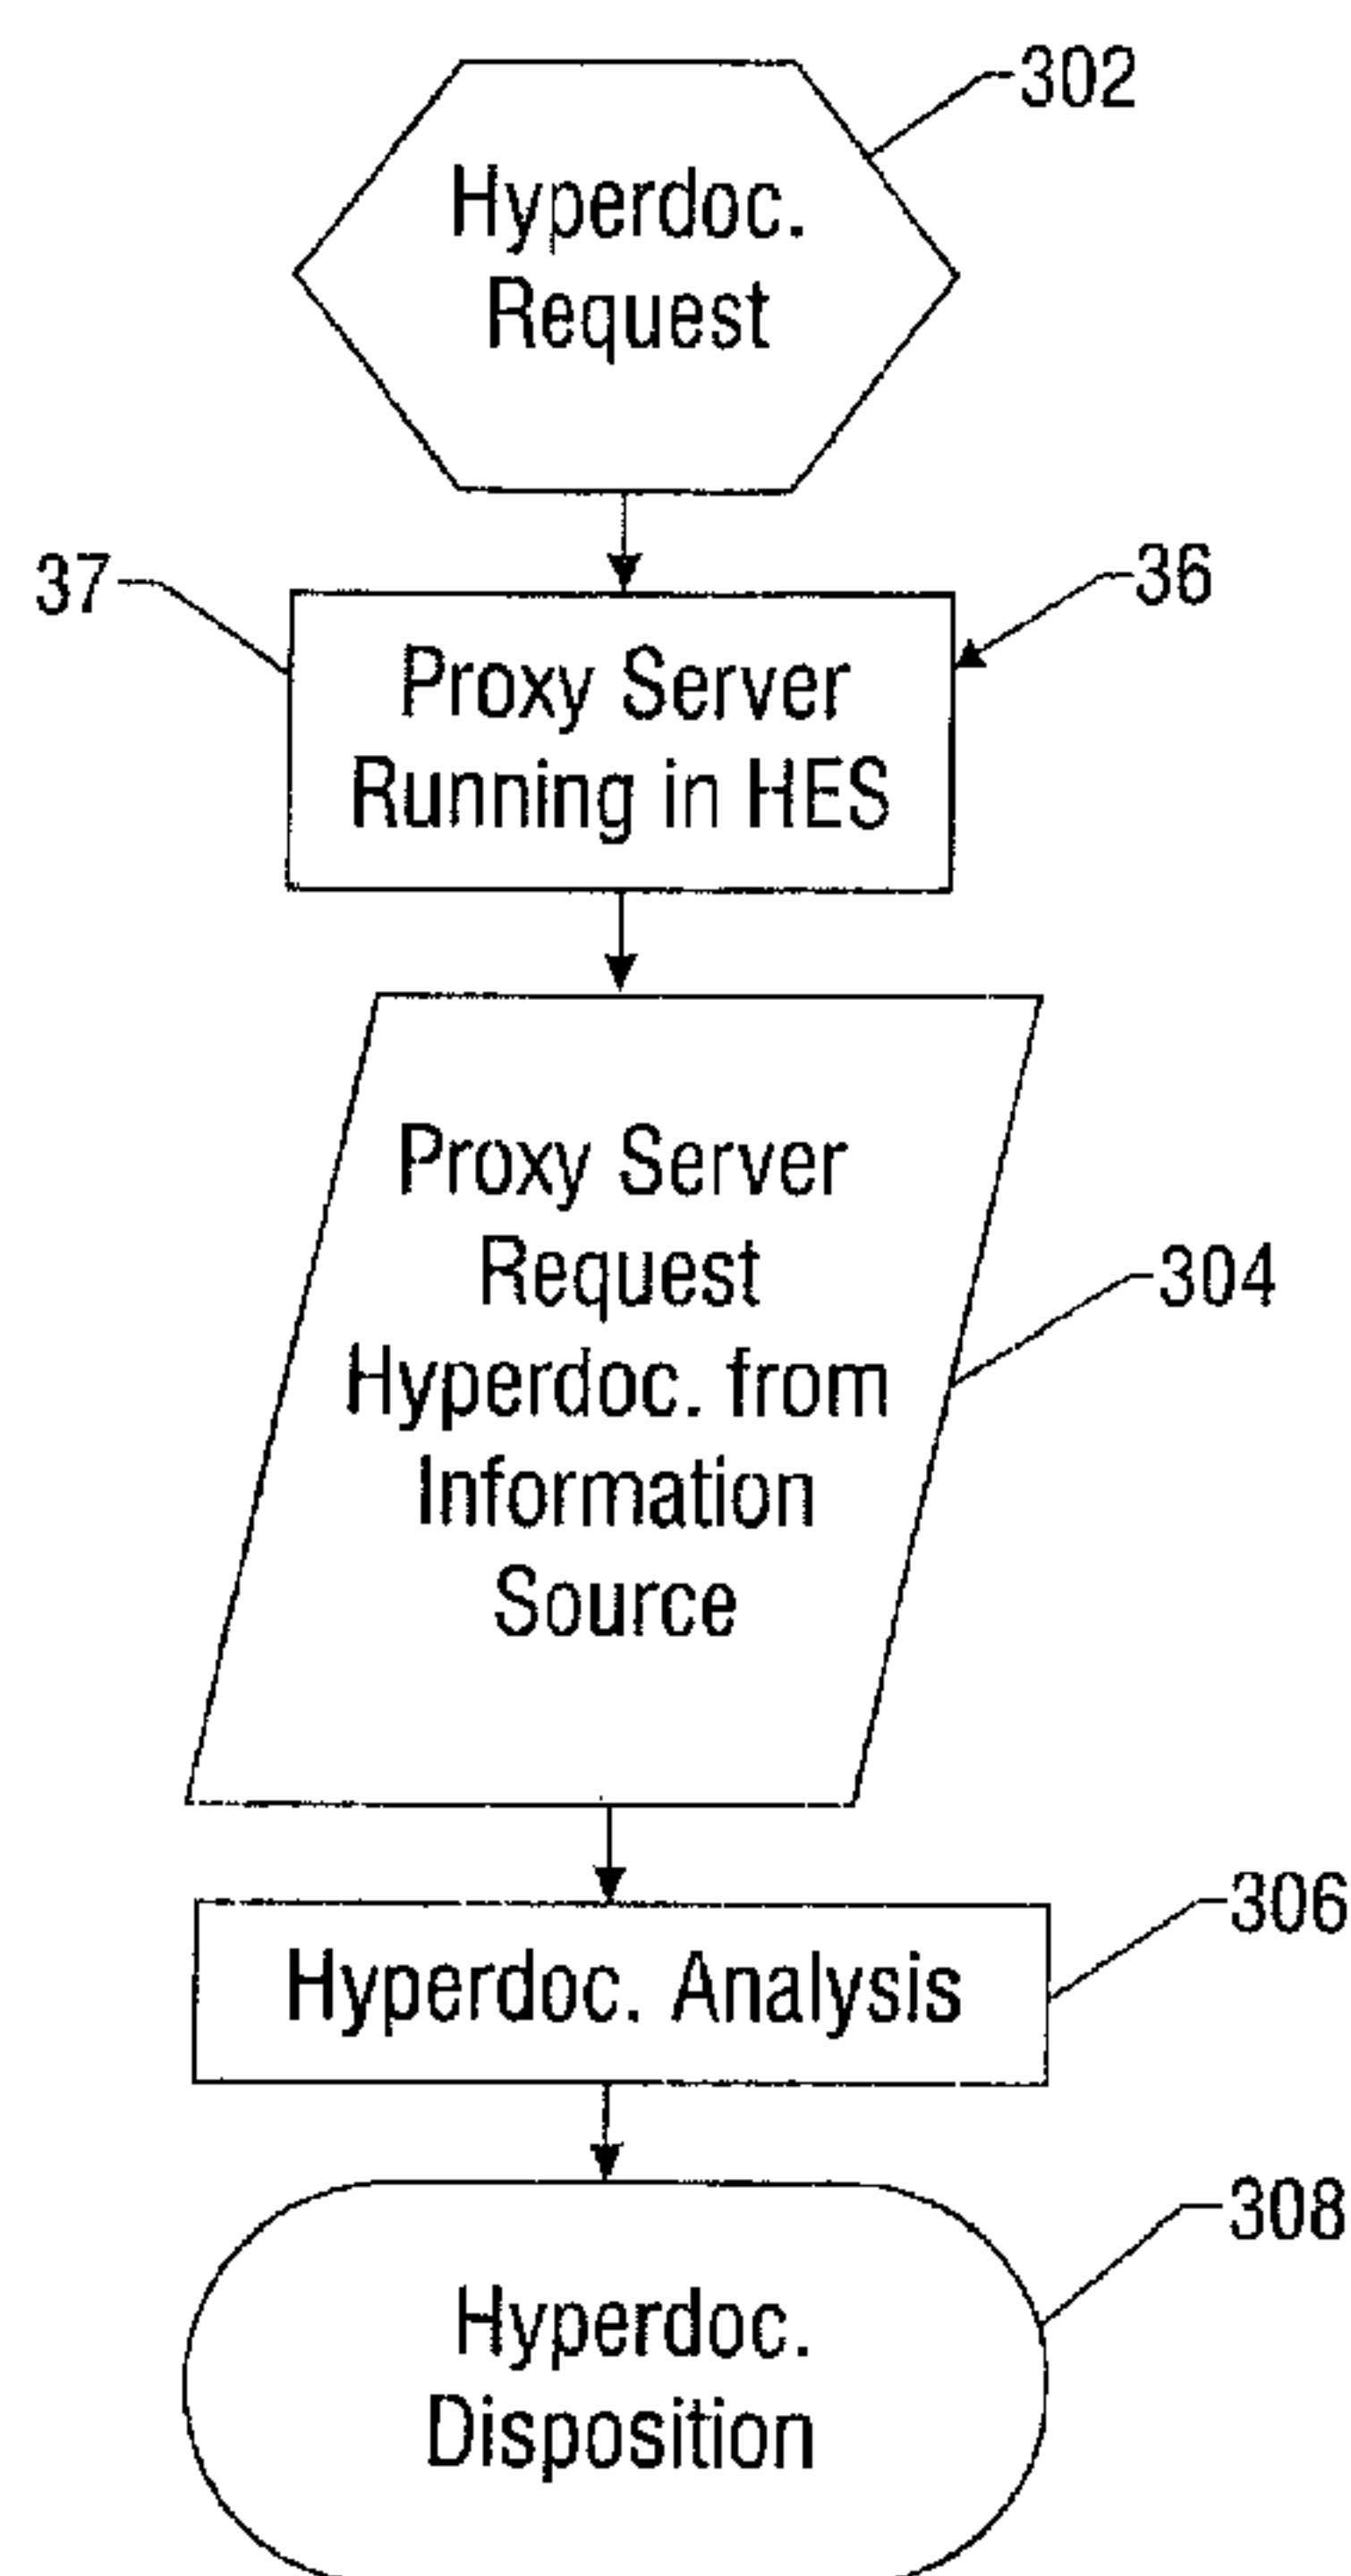 302
Hyperdoc.
Request
37
36
Proxy Server
Running in HES
Proxy Server
Request
Hyperdoc. from
Information
Source
304
306
Hyperdoc. Analysis
308
Hyperdoc.
Disposition